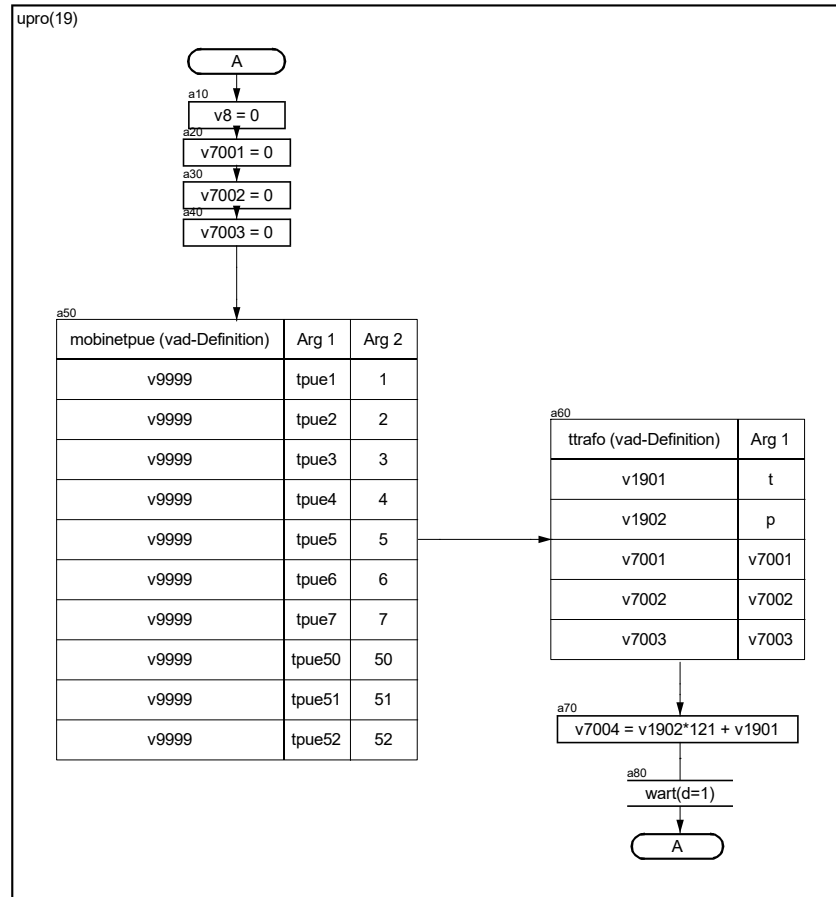 upro(19)
A
a10
v8 = 0
a20
v7001 = 0
a30
v7002 = 0
a40
v7003 = 0
a50
mobinetpue (vad-Definition) Arg 1 Arg 2
v9999 tpue1 1
v9999 tpue2 2
v9999 tpue3 3
v9999 tpue4 4
v9999 tpue5 5
v9999 tpue6 6
v9999 tpue7 7
v9999 tpue50 50
v9999 tpue51 51
v9999 tpue52 52
a60
ttrafo (vad-Definition) Arg 1
v1901 t
v1902 p
v7001 v7001
v7002 v7002
v7003 v7003
a70
v7004 = v1902*121 + v1901
a80
wart(d=1)
A